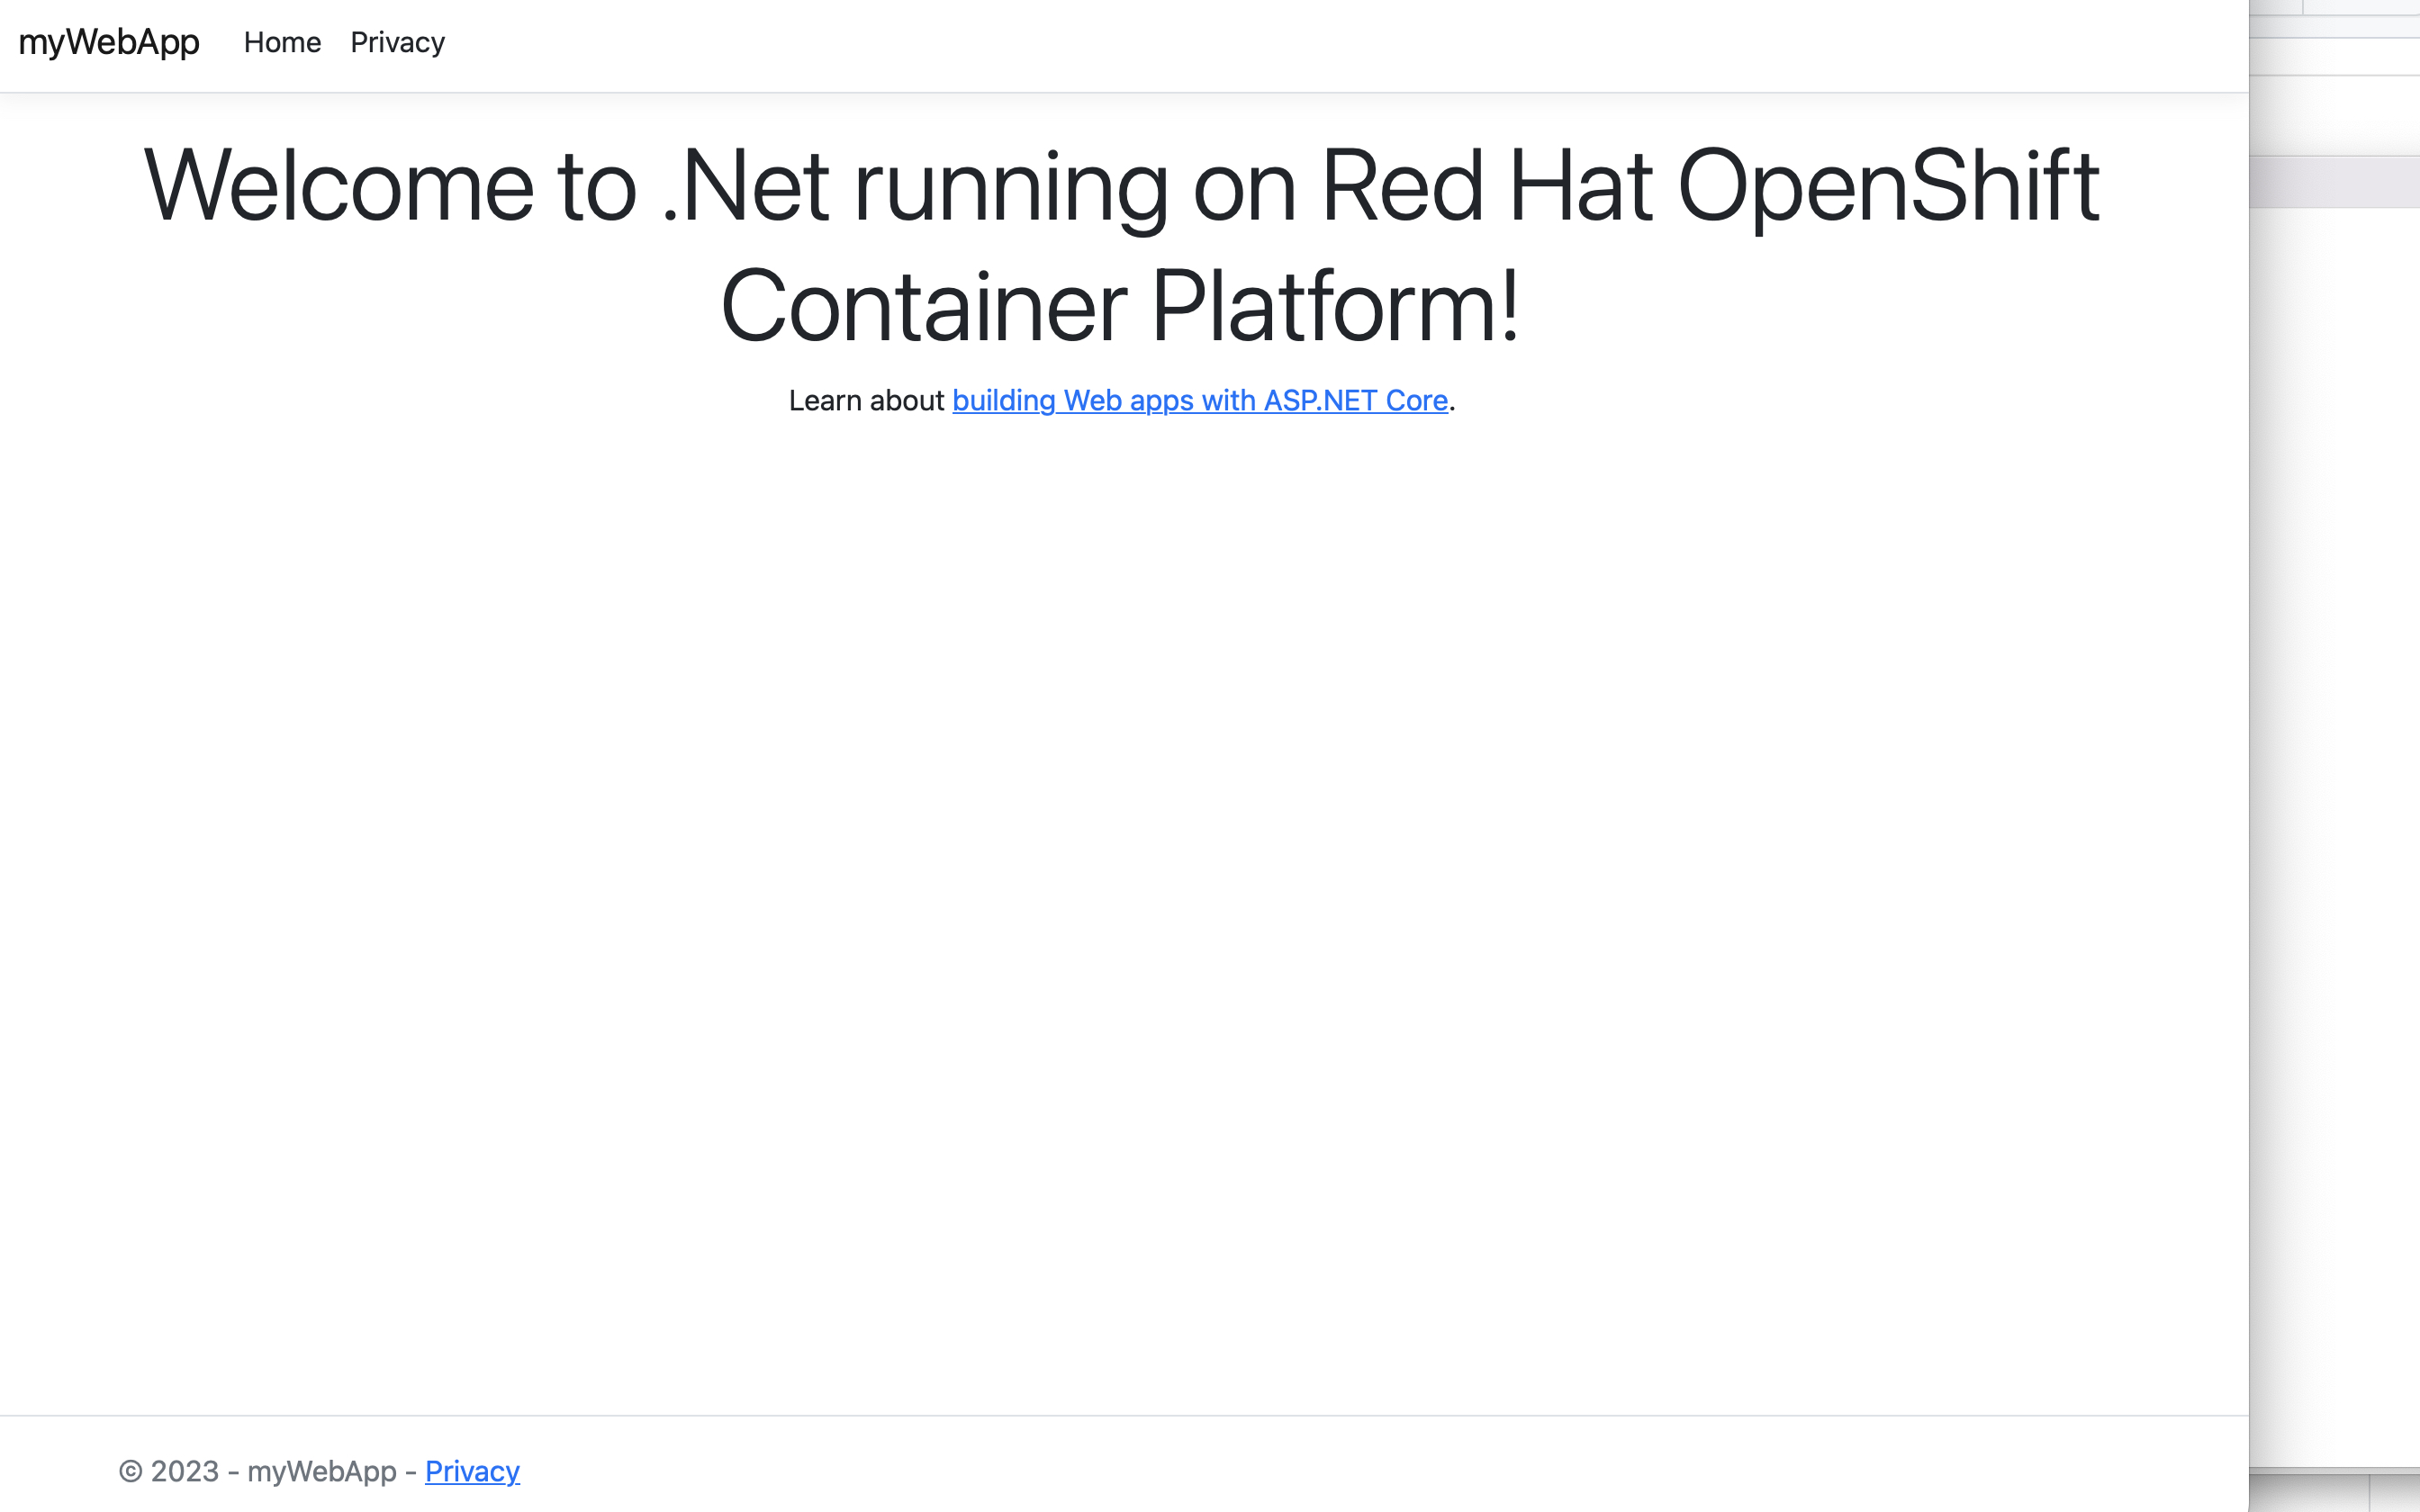 myWebApp Home Privacy
Welcome to .Net running on Red Hat OpenShift
Container Platform!
Learn about building Web apps with ASP.NET Core.
© 2023 - myWebApp - Privacy